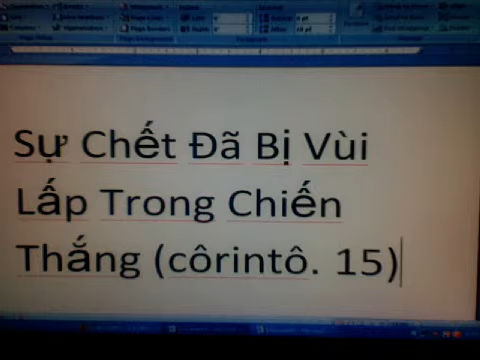 Sự Chết Đã Bị Vùi
Lấp Trong Chiến
Thắng (côrintô. 15)